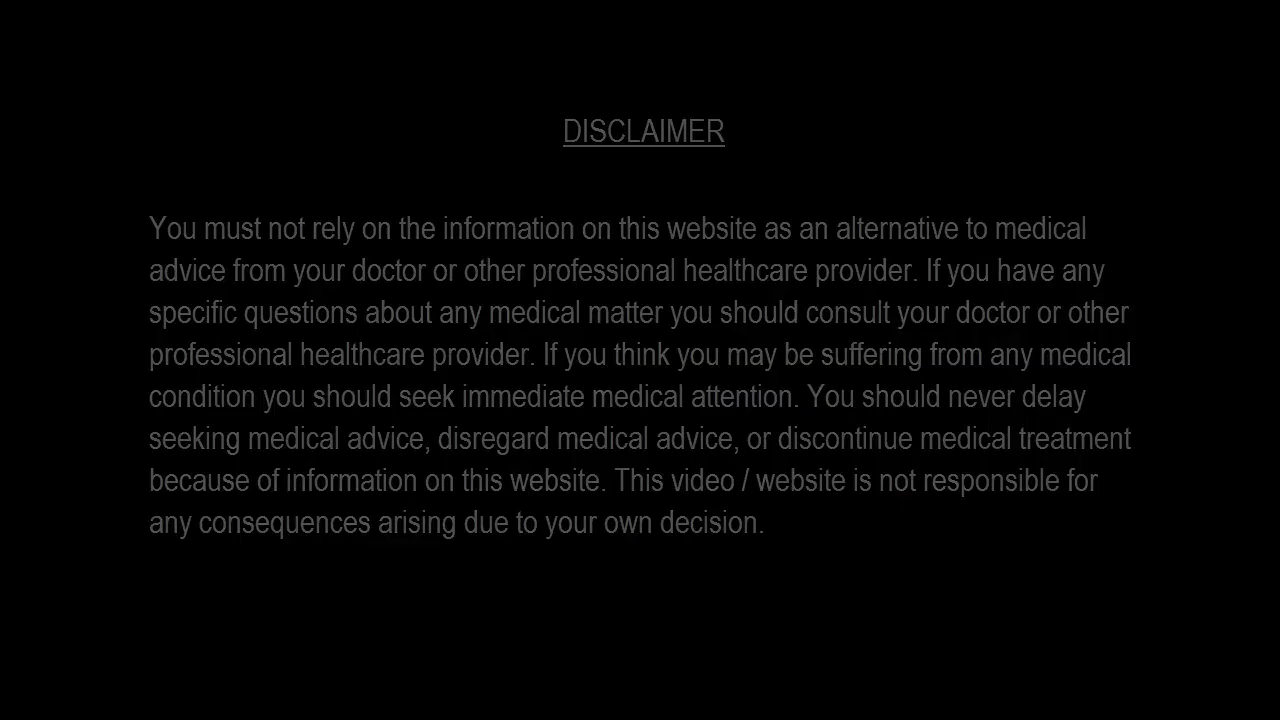 DISCLAIMER
You must not rely on the information on this website as an alternative to medical
advice from your doctor or other professional healthcare provider. If you have any
specific questions about any medical matter you should consult your doctor or other
professional healthcare provider. If you think you may be suffering from any medical
condition you should seek immediate medical attention. You should never delay
seeking medical advice, disregard medical advice, or discontinue medical treatment
because of information on this website. This video / website is not responsible for
any consequences arising due to your own decision.